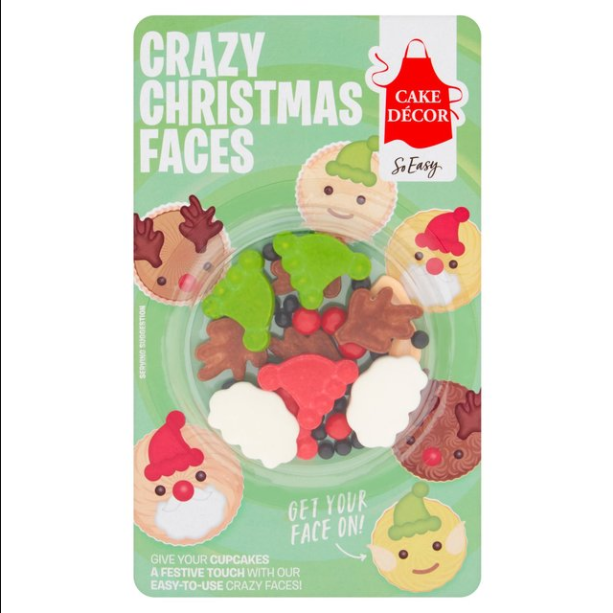 CRAZY
CHRISTMAS
FACES
CAKE
DÉCOR
So Easy
SERVING SUGGESTION
GET YOUR
FACE ON!
GIVE YOUR CUPCAKES
A FESTIVE TOUCH WITH OUR
EASY-TO-USE CRAZY FACES!